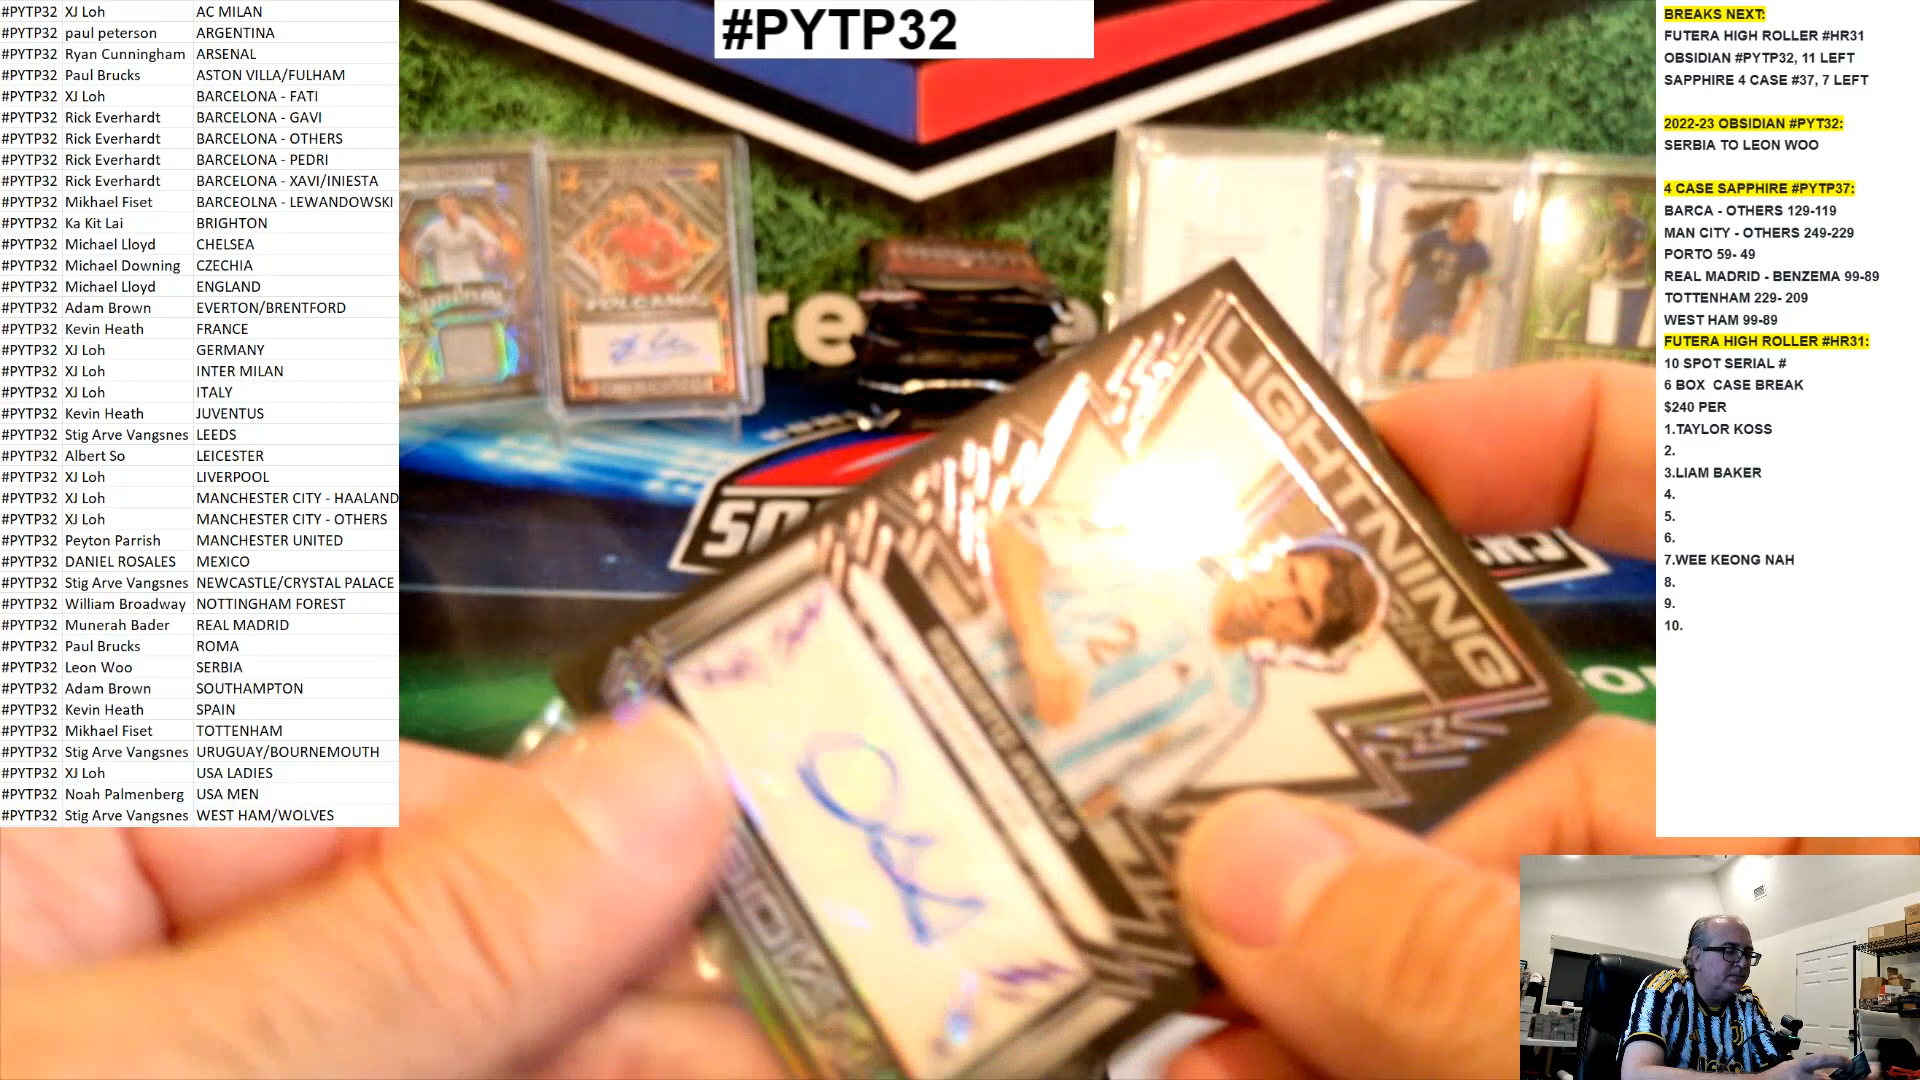 #PYTP32 XJ Loh AC MILAN
#PYTP32 paul peterson ARGENTINA
#PYTP32 Ryan Cunningham ARSENAL
#PYTP32 Paul Brucks ASTON VILLA/FULHAM
#PYTP32 XJ Loh BARCELONA - FATI
#PYTP32 Rick Everhardt BARCELONA - GAVI
#PYTP32 Rick Everhardt BARCELONA - OTHERS
#PYTP32 Rick Everhardt BARCELONA - PEDRI
#PYTP32 Rick Everhardt BARCELONA - XAVI/INIESTA
#PYTP32 Mikhael Fiset BARCEOLNA - LEWANDOWSKI
#PYTP32 Ka Kit Lai BRIGHTON
#PYTP32 Michael Lloyd CHELSEA
#PYTP32 Michael Downing CZECHIA
#PYTP32 Michael Lloyd ENGLAND
#PYTP32 Adam Brown EVERTON/BRENTFORD
#PYTP32 Kevin Heath FRANCE
#PYTP32 XJ Loh GERMANY
#PYTP32 XJ Loh INTER MILAN
#PYTP32 XJ Loh ITALY
#PYTP32 Kevin Heath JUVENTUS
#PYTP32 Stig Arve Vangsnes LEEDS
#PYTP32 Albert So LEICESTER
#PYTP32 XJ Loh LIVERPOOL
#PYTP32 XJ Loh MANCHESTER CITY - HAALAND
#PYTP32 XJ Loh MANCHESTER CITY - OTHERS
#PYTP32 Peyton Parrish MANCHESTER UNITED
#PYTP32 DANIEL ROSALES MEXICO
#PYTP32 Stig Arve Vangsnes NEWCASTLE/CRYSTAL PALACE
#PYTP32 William Broadway NOTTINGHAM FOREST
#PYTP32 Munerah Bader REAL MADRID
#PYTP32 Paul Brucks ROMA
#PYTP32 Leon Woo SERBIA
#PYTP32 Adam Brown SOUTHAMPTON
#PYTP32 Kevin Heath SPAIN
#PYTP32 Mikhael Fiset TOTTENHAM
#PYTP32 Stig Arve Vangsnes URUGUAY/BOURNEMOUTH
#PYTP32 XJ Loh USA LADIES
#PYTP32 Noah Palmenberg USA MEN
#PYTP32 Stig Arve Vangsnes WEST HAM/WOLVES
#PYTP32
VOLCANIC
LIGHTNING
STRIKE
BREAKS NEXT:
FUTERA HIGH ROLLER #HR31
OBSIDIAN #PYTP32, 11 LEFT
SAPPHIRE 4 CASE #37, 7 LEFT
2022-23 OBSIDIAN #PYT32:
SERBIA TO LEON WOO
4 CASE SAPPHIRE #PYTP37:
BARCA - OTHERS 129-119
MAN CITY - OTHERS 249-229
PORTO 59- 49
REAL MADRID - BENZEMA 99-89
TOTTENHAM 229- 209
WEST HAM 99-89
FUTERA HIGH ROLLER #HR31:
10 SPOT SERIAL #
6 BOX CASE BREAK
$240 PER
1.TAYLOR KOSS
2.
3.LIAM BAKER
4.
5.
6.
7.WEE KEONG NAH
8.
9.
10.